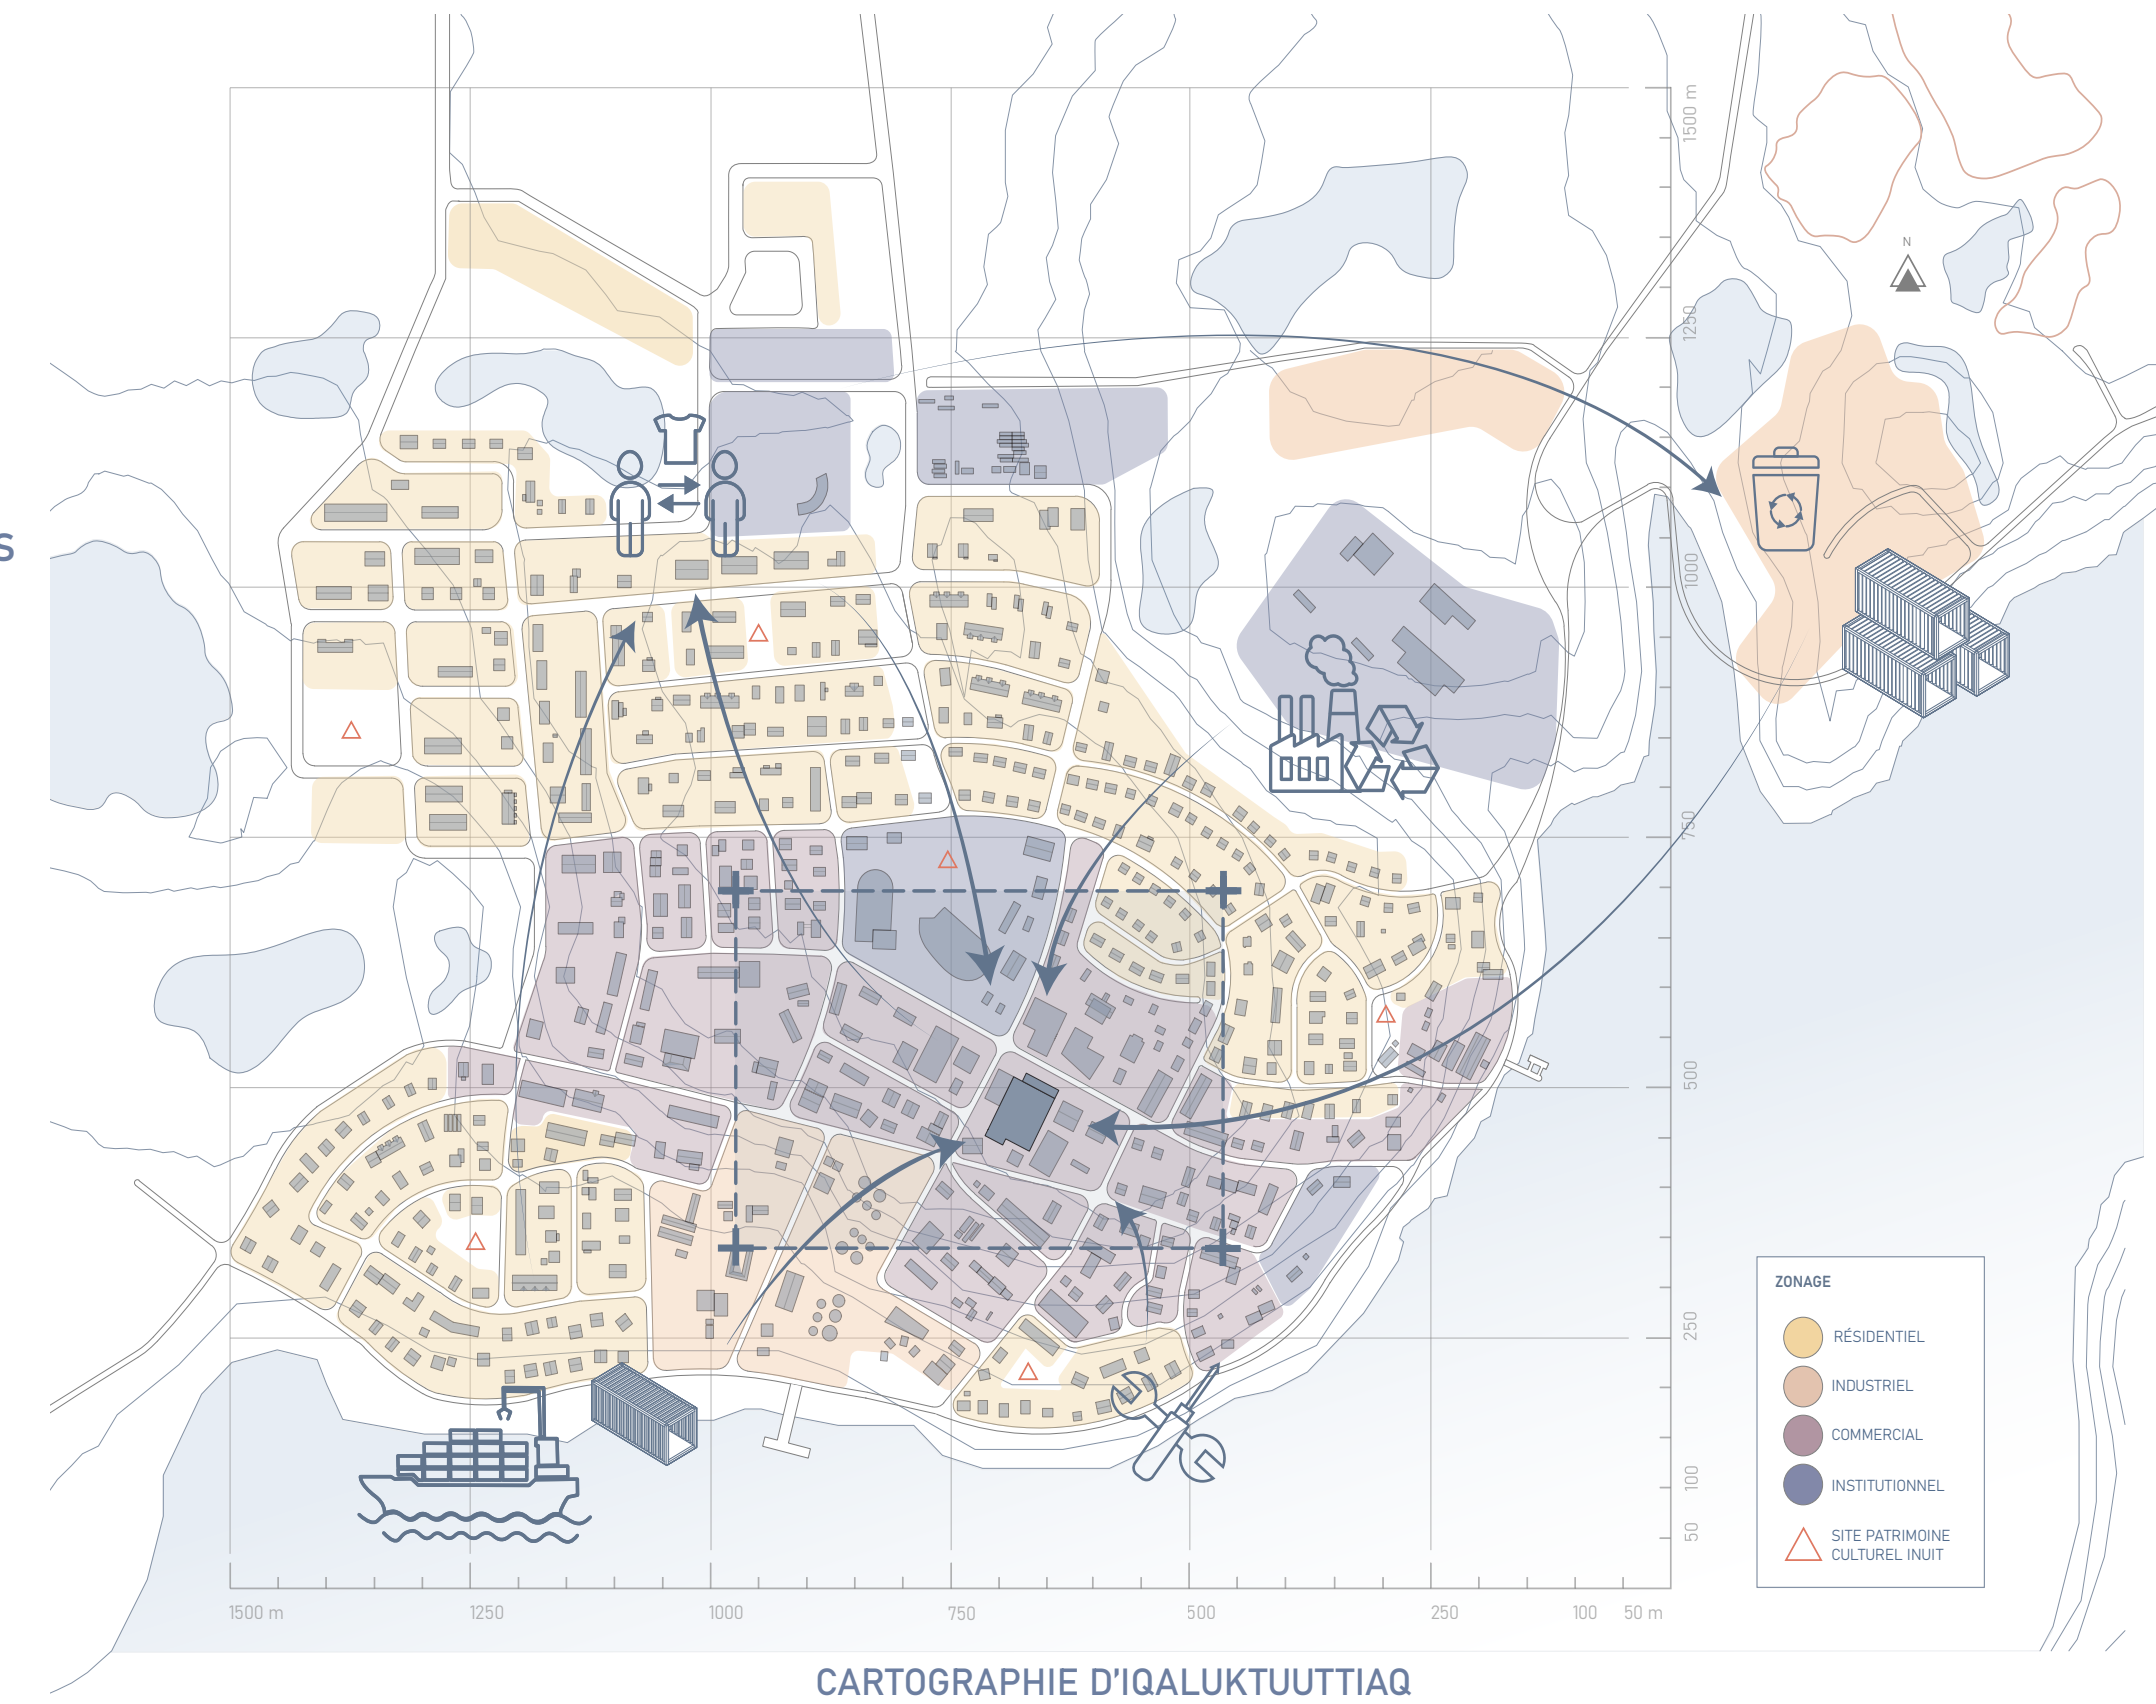 N
1500 m
1250
S
1000
750
500
250
100
50
ZONAGE
RÉSIDENTIEL
INDUSTRIEL
COMMERCIAL
INSTITUTIONNEL
SITE PATRIMOINE
CULTUREL INUIT
1500 m 1250 1000 750 500 250 100 50 m
CARTOGRAPHIE D'IQALUKTUUTTIAQ